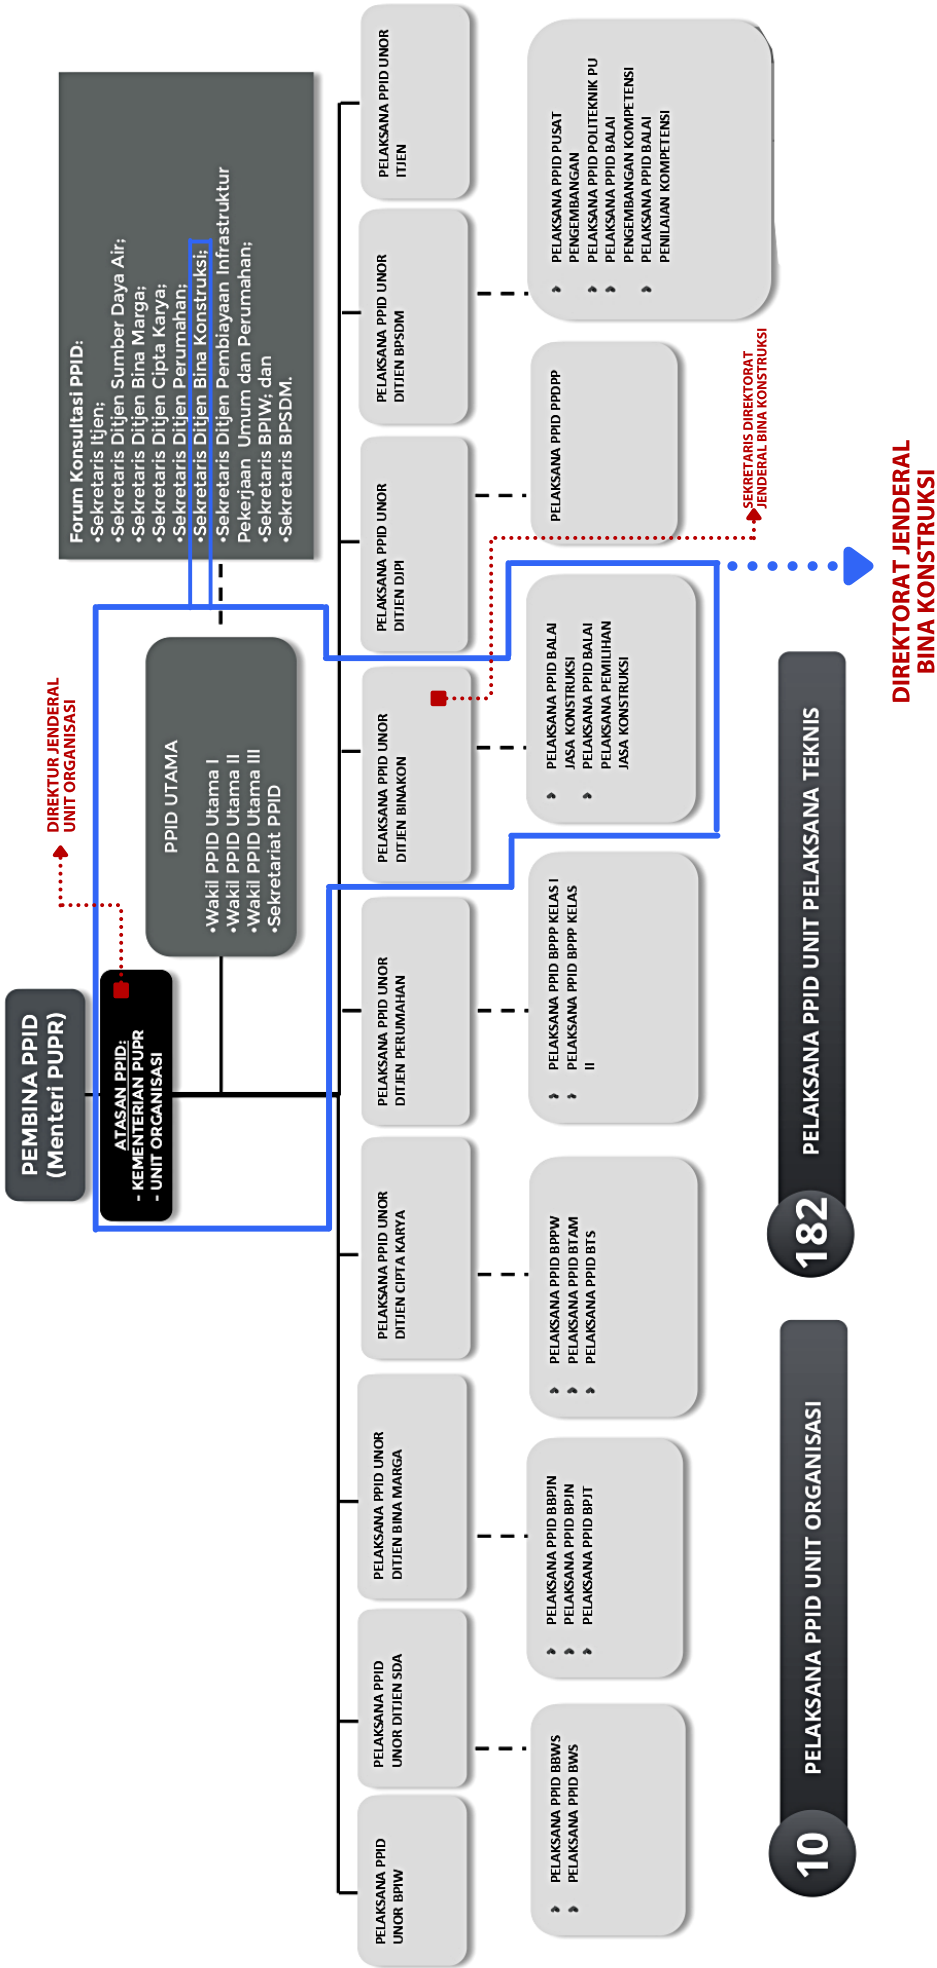 PEMBINA PPID
(Menteri PUPR)
ATASAN PPID:
- KEMENTERIAN PUPR
- UNIT ORGANISASI
DIREKTUR JENDERAL
UNIT ORGANISASI
PPID UTAMA
•Wakil PPID Utama I
•Wakil PPID Utama II
•Wakil PPID Utama III
•Sekretariat PPID
Forum Konsultasi PPID:
•Sekretaris Itjen;
•Sekretaris Ditjen Sumber Daya Air;
•Sekretaris Ditjen Bina Marga;
•Sekretaris Ditjen Cipta Karya;
•Sekretaris Ditjen Perumahan;
•Sekretaris Ditjen Bina Konstruksi;
•Sekretaris Ditjen Pembiayaan Infrastruktur
Pekerjaan Umum dan Perumahan;
•Sekretaris BPIW; dan
•Sekretaris BPSDM.
PELAKSANA PPID
UNOR BPIW
PELAKSANA PPID
UNOR DITJEN SDA
PELAKSANA PPID UNOR
DITJEN BINA MARGA
PELAKSANA PPID UNOR
DITJEN CIPTA KARYA
PELAKSANA PPID UNOR
DITJEN PERUMAHAN
PELAKSANA PPID UNOR
DITJEN BINAKON
PELAKSANA PPID UNOR
DITJEN DJPI
PELAKSANA PPID UNOR
DITJEN BPSDM
PELAKSANA PPID UNOR
ITJEN
PELAKSANA PPID BBWS
PELAKSANA PPID BWS
PELAKSANA PPID BBPJN
PELAKSANA PPID BPJN
PELAKSANA PPID BPJT
PELAKSANA PPID BPPW
PELAKSANA PPID BTAM
PELAKSANA PPID BTS
PELAKSANA PPID BPPP KELAS I
PELAKSANA PPID BPPP KELAS
II
PELAKSANA PPID BALAI
JASA KONSTRUKSI
PELAKSANA PPID BALAI
PELAKSANA PEMILIHAN
JASA KONSTRUKSI
PELAKSANA PPID PPDPP
PELAKSANA PPID PUSAT
PENGEMBANGAN
PELAKSANA PPID POLITEKNIK PU
PELAKSANA PPID BALAI
PENGEMBANGAN KOMPETENSI
PELAKSANA PPID BALAI
PENILAIAN KOMPETENSI
SEKRETARIS DIREKTORAT
JENDERAL BINA KONSTRUKSI
10
PELAKSANA PPID UNIT ORGANISASI
182
PELAKSANA PPID UNIT PELAKSANA TEKNIS
DIREKTORAT JENDERAL
BINA KONSTRUKSI